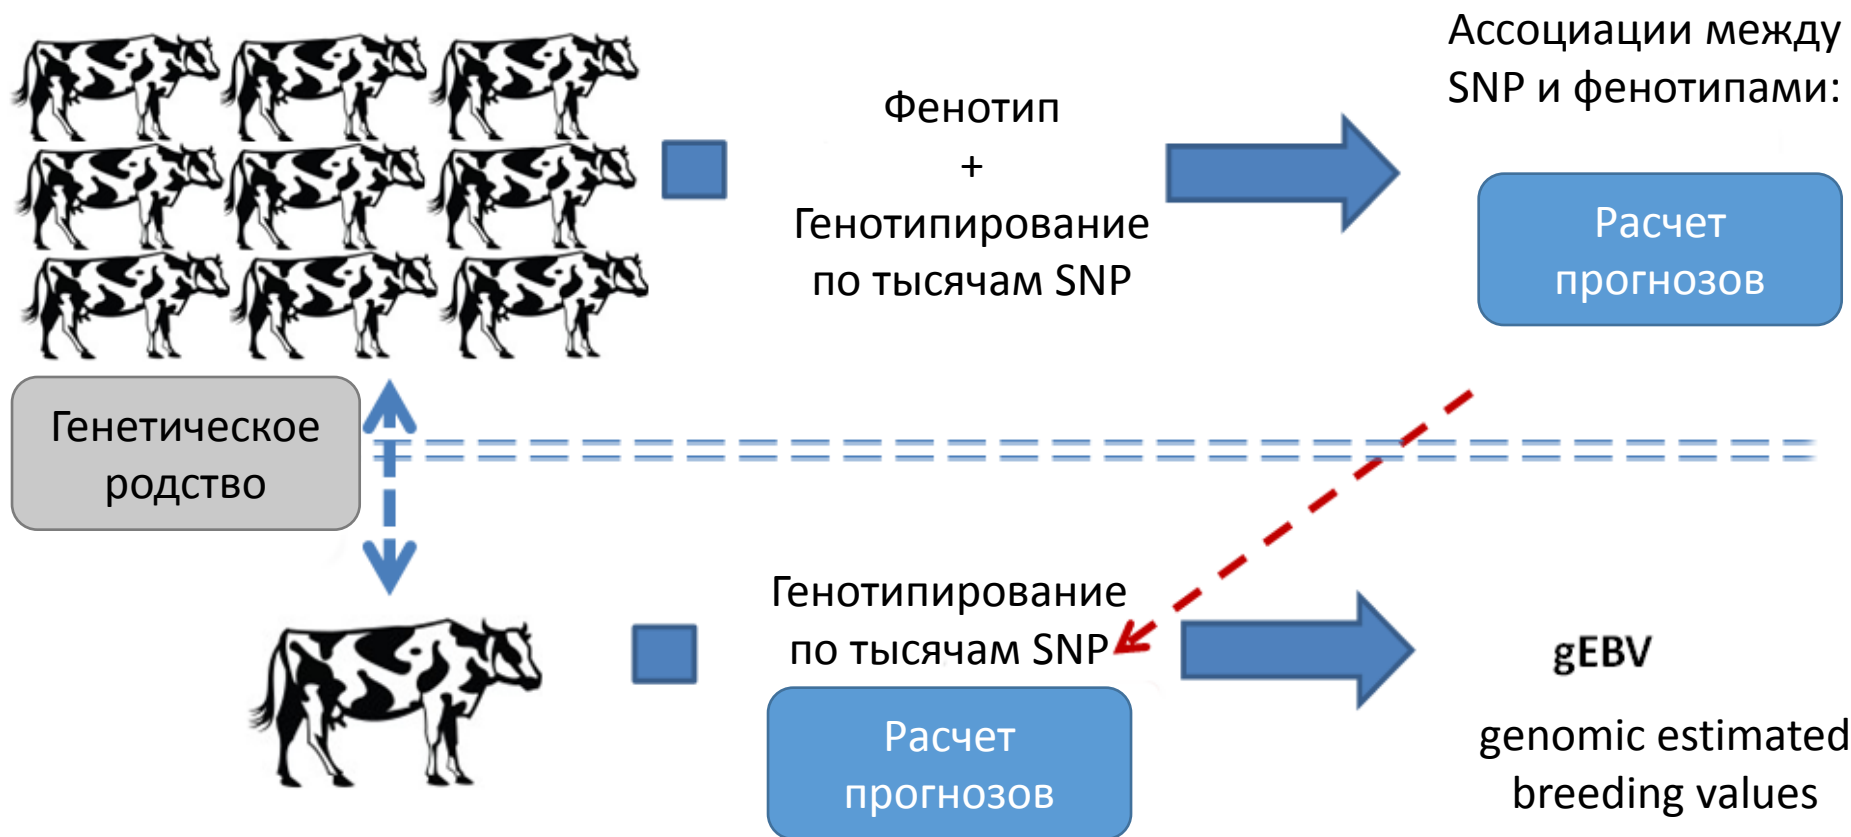 Ассоциации между
SNP и фенотипами:
Фенотип
+
Генотипирование
по тысячам SNP
Расчет
прогнозов
Генетическое
родство
Генотипирование
по тысячам SNP
Расчет
прогнозов
gEBV
genomic estimated
breeding values